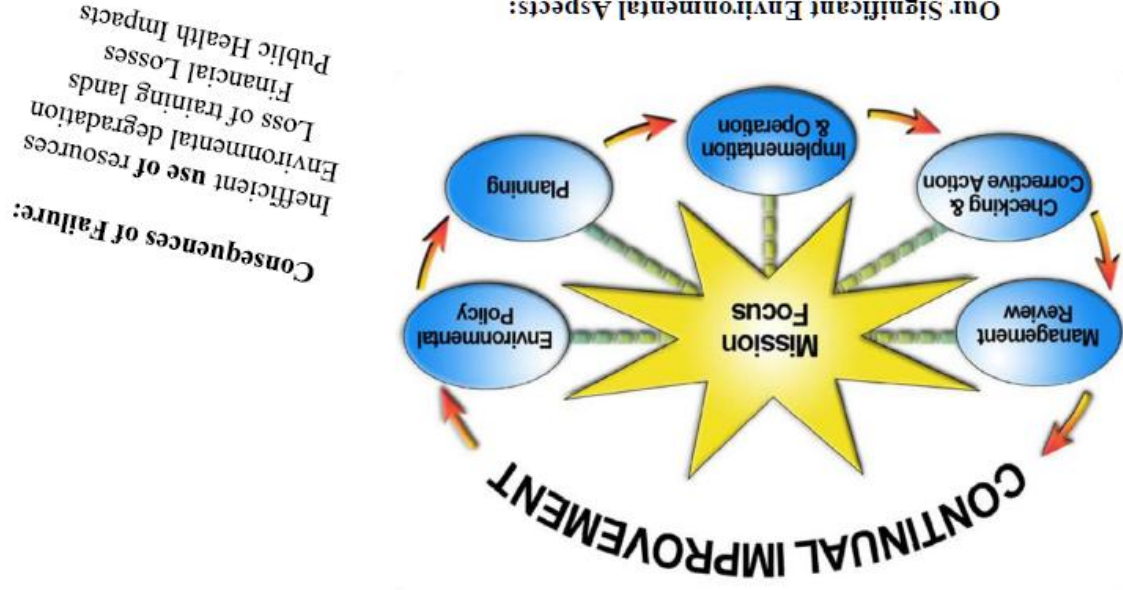 CONTINUAL IMPROVEMENT
Mission
Focus
Environmental
Policy
Planning
Implementation
& Operation
Checking &
Corrective Action
Management
Review
Our Significant Environmental Aspects:
Consequences of Failure:
Inefficient resources use of
Environmental degradation
Loss of training lands
Financial Losses
Public Health Impacts